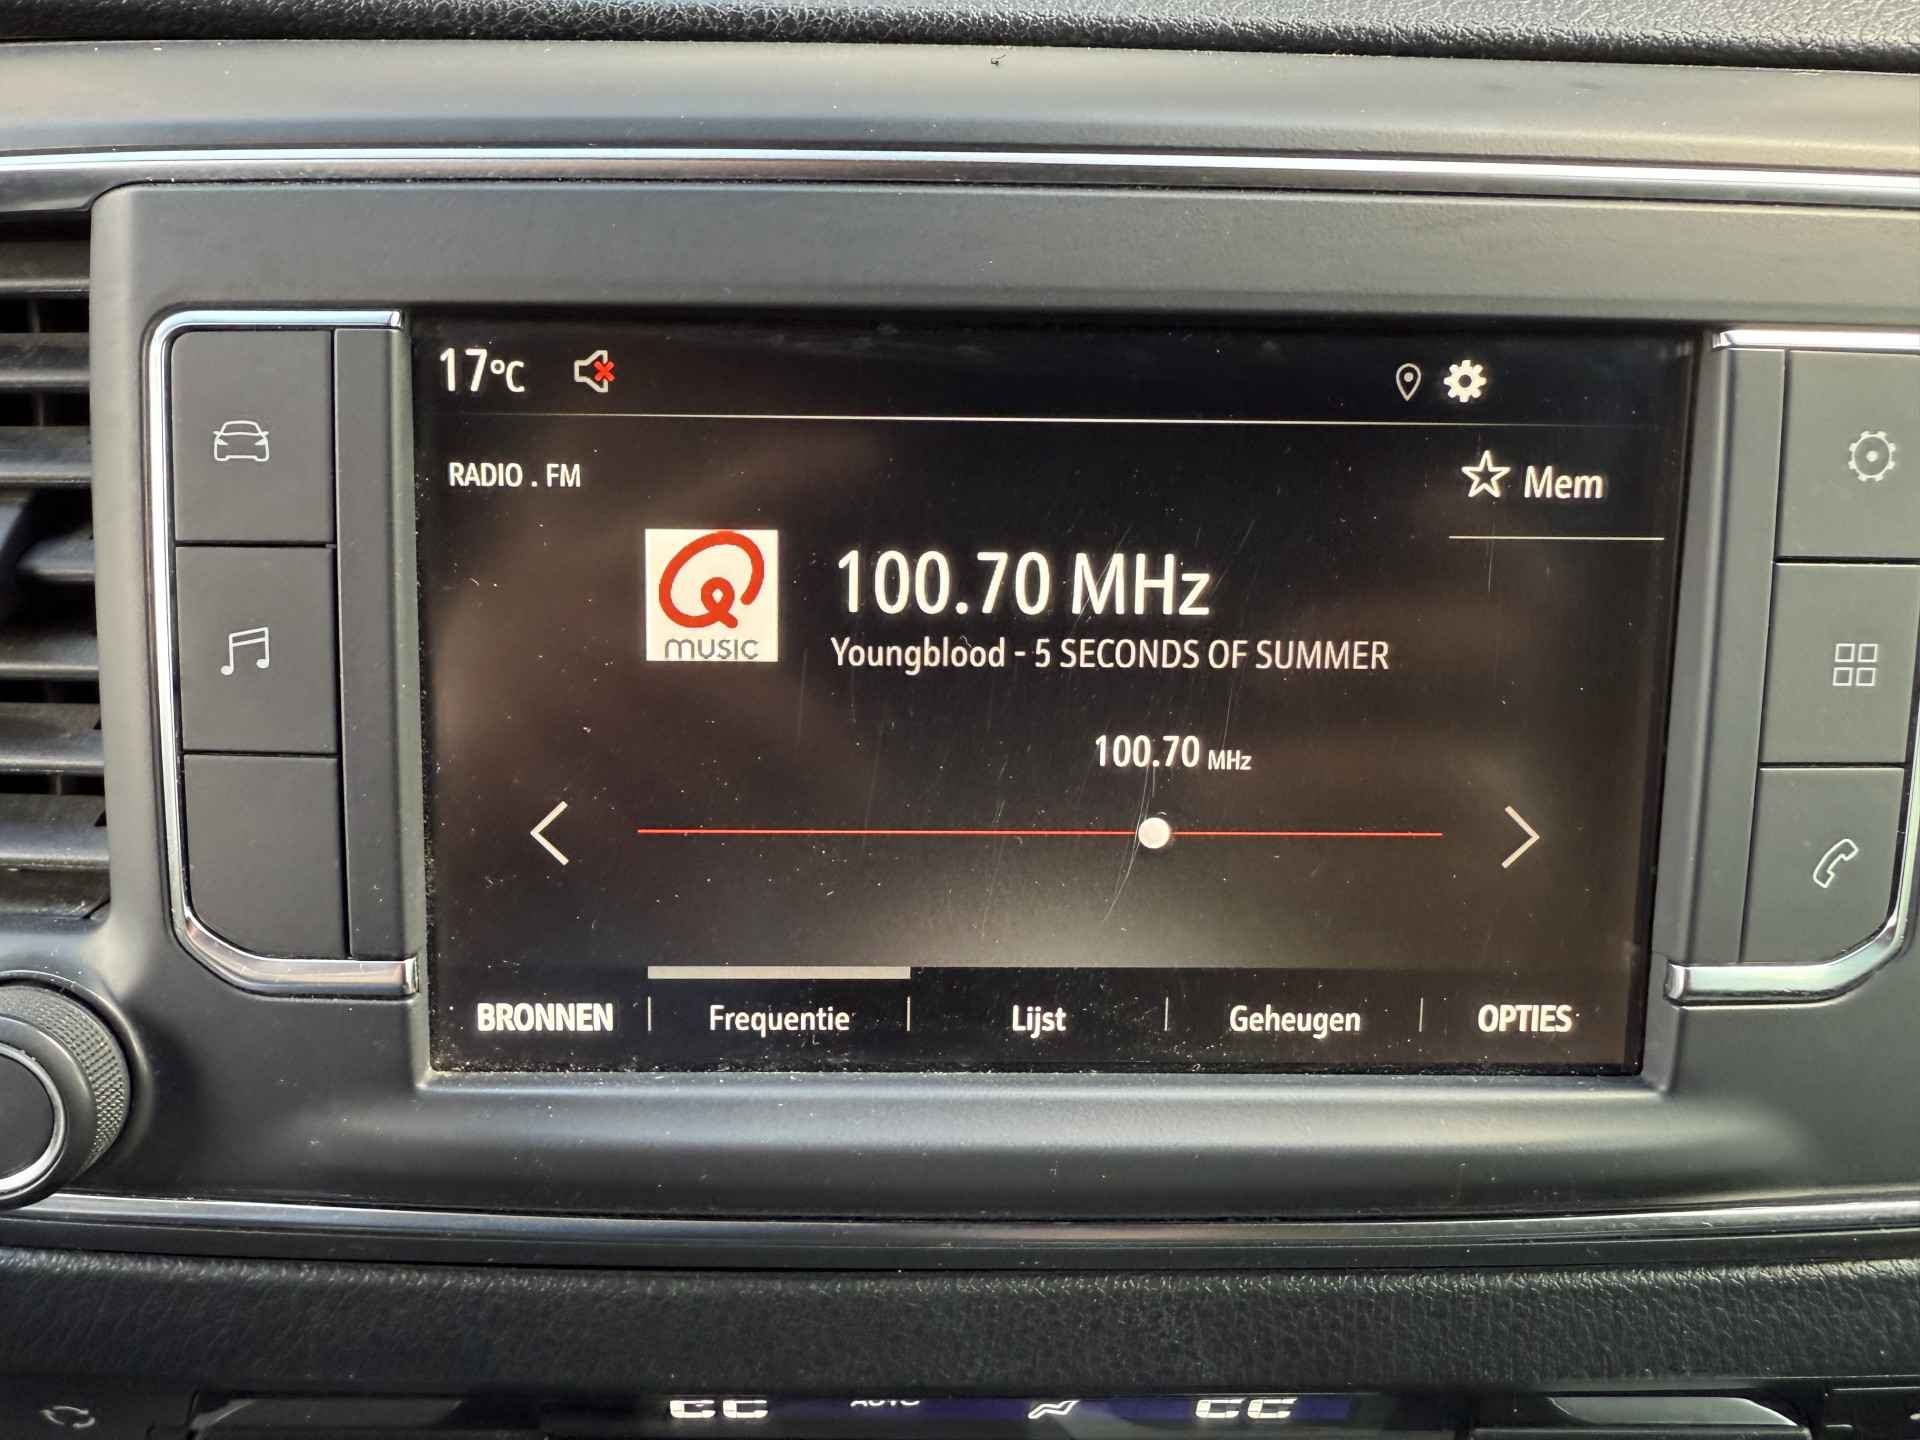 17°C
RADIO . FM
Mem
Q
music
100.70 MHz
Youngblood - 5 SECONDS OF SUMMER
100.70 MHz
BRONNEN
Frequentie
Lijst
Geheugen
OPTIES
AUTO